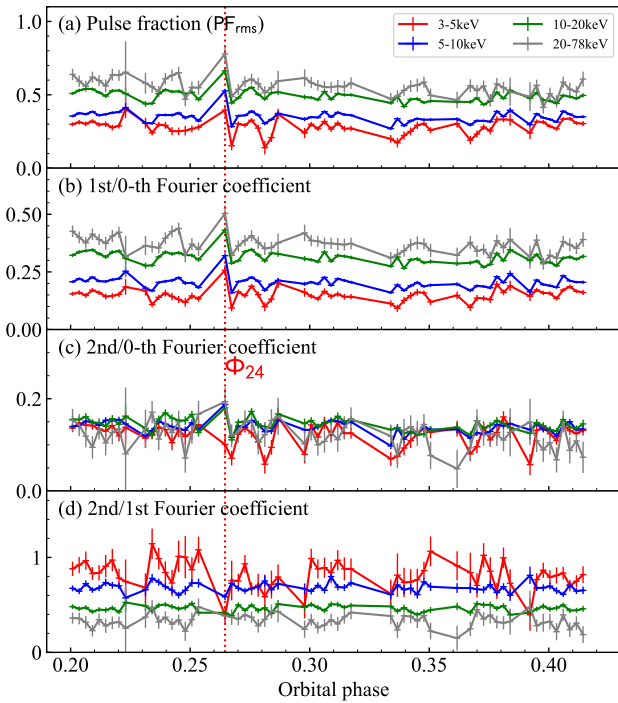 (a) Pulse fraction (PFrms)
3-5keV
5-10keV
10-20keV
20-78keV
1.0
0.5
0.0
(b) 1st/0-th Fourier coefficient
0.50
0.25
0.00
(c) 2nd/0-th Fourier coefficient
Φ24
0.2
0.0
(d) 2nd/1st Fourier coefficient
1
0
0.20 0.25 0.30 0.35 0.40
Orbital phase